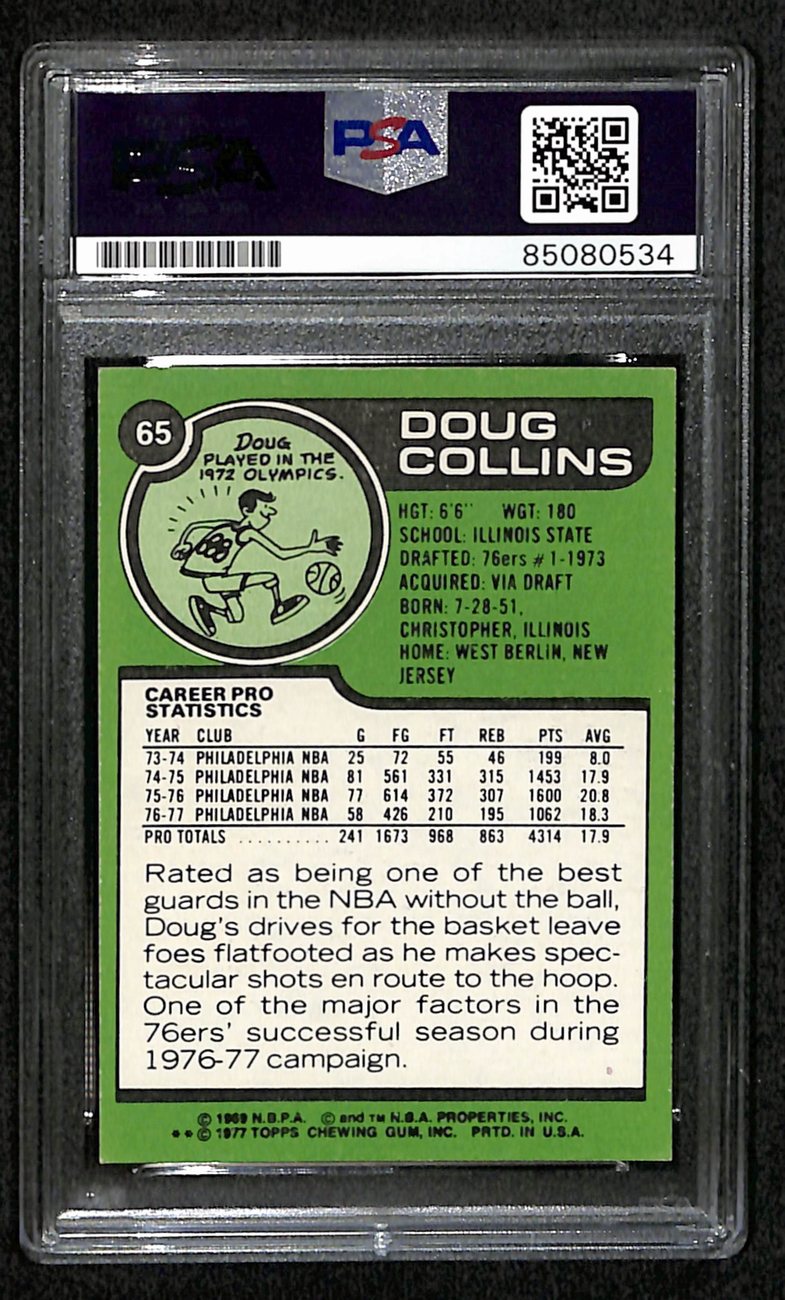 PSA
PSA
85080534
65
DOUG
PLAYED IN THE
1972 OLYMPICS.
DOUG
COLLINS
HGT: 6'6" WGT: 180
SCHOOL: ILLINOIS STATE
DRAFTED: 76ers #1-1973
ACQUIRED: VIA DRAFT
BORN: 7-28-51,
CHRISTOPHER, ILLINOIS
HOME: WEST BERLIN, NEW
JERSEY
CAREER PRO
STATISTICS
YEAR CLUB G FG FT REB PTS AVG
73-74 PHILADELPHIA NBA 25 72 55 46 199 8.0
74-75 PHILADELPHIA NBA 81 561 331 315 1453 17.9
75-76 PHILADELPHIA NBA 77 614 372 307 1600 20.8
76-77 PHILADELPHIA NBA 58 426 210 195 1062 18.3
PRO TOTALS .......... 241 1673 968 863 4314 17.9
Rated as being one of the best
guards in the NBA without the ball,
Doug's drives for the basket leave
foes flatfooted as he makes spec-
tacular shots en route to the hoop.
One of the major factors in the
76ers' successful season during
1976-77 campaign.
© 1969 N.B.P.A. © and TM N.B.A. PROPERTIES, INC.
**© 1977 TOPPS CHEWING GUM, INC. PRTD. IN U.S.A.